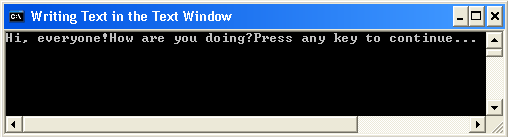 Writing Text in the Text Window
Hi, everyone!How are you doing?Press any key to continue...